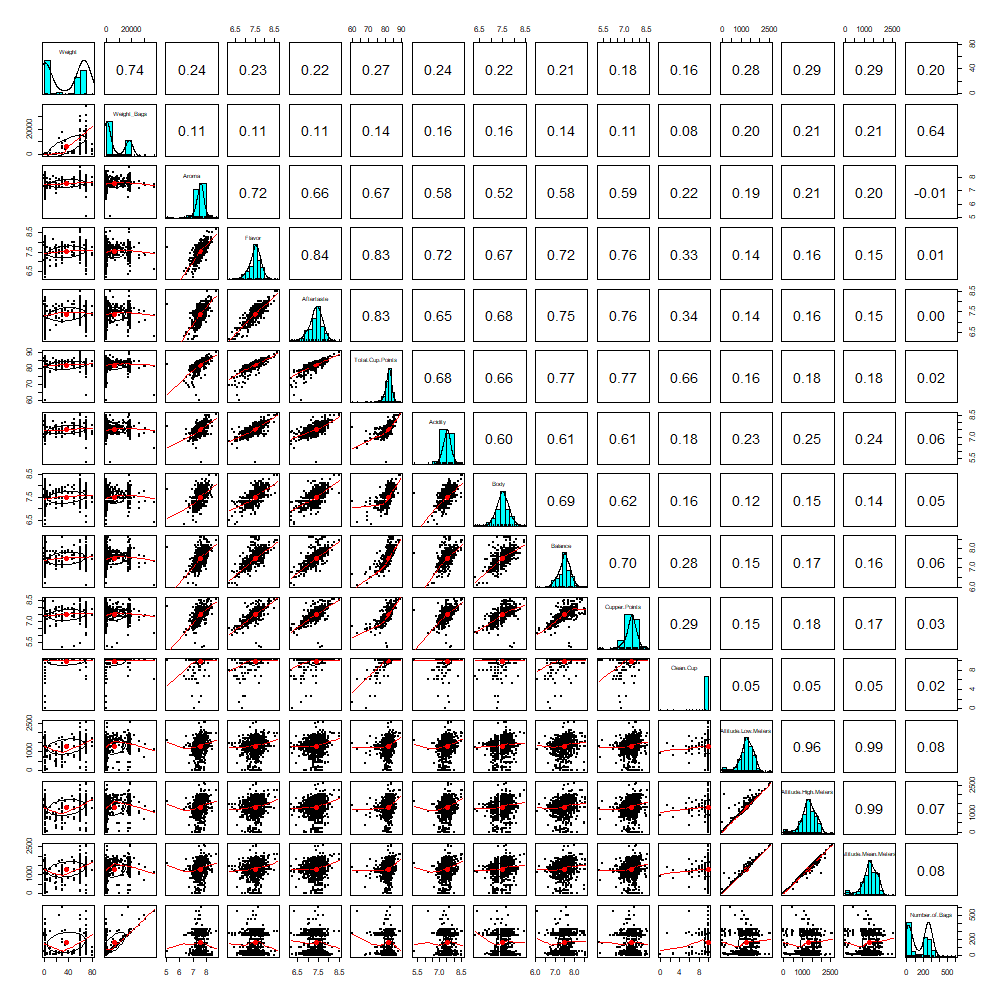 0 20000 6.5 7.5 8.5 60 70 80 90 6.5 7.5 8.5 5.5 7.0 8.5 0 1000 2500 0 1000 2500
Weight 0.74 0.24 0.23 0.22 0.27 0.24 0.22 0.21 0.18 0.16 0.28 0.29 0.29 0.20 0 40 80
0 20000 Weight_Bags 0.11 0.11 0.11 0.14 0.16 0.16 0.14 0.11 0.08 0.20 0.21 0.21 0.64
Aroma 0.72 0.66 0.67 0.58 0.52 0.58 0.59 0.22 0.19 0.21 0.20 -0.01 5 6 7 8
6.5 7.5 8.5 Flavor 0.84 0.83 0.72 0.67 0.72 0.76 0.33 0.14 0.16 0.15 0.01
Aftertaste 0.83 0.65 0.68 0.75 0.76 0.34 0.14 0.16 0.15 0.00 6.5 7.5 8.5
60 70 80 90 Total.Cup.Points 0.68 0.66 0.77 0.77 0.66 0.16 0.18 0.18 0.02
Acidity 0.60 0.61 0.61 0.18 0.23 0.25 0.24 0.06 5.5 7.0 8.5
6.5 7.5 8.5 Body 0.69 0.62 0.16 0.12 0.15 0.14 0.05
Balance 0.70 0.28 0.15 0.17 0.16 0.06 6.0 7.0 8.0
5.5 7.0 8.5 Cupper.Points 0.29 0.15 0.18 0.17 0.03
Clean.Cup 0.05 0.05 0.05 0.02 0 4 8
0 1000 2500 Altitude.Low.Meters 0.96 0.99 0.08
Altitude.High.Meters 0.99 0.07 0 1000 2500
0 1000 2500 ltitude.Mean.Meters 0.08
Number.of.Bags 0 200 600
0 40 80 5 6 7 8 6.5 7.5 8.5 5.5 7.0 8.5 6.0 7.0 8.0 0 4 8 0 1000 2500 0 200 500